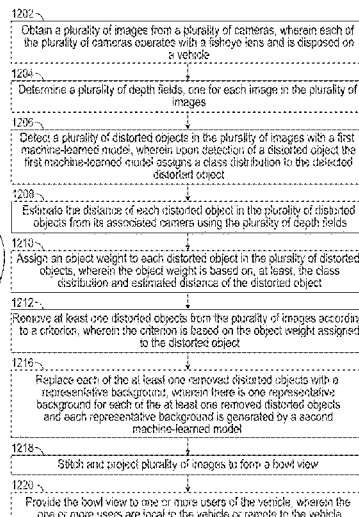 1202
Obtain a plurality of images from a plurality of cameras, wherein each of
the plurality of cameras operates with a fisheye lens and is disposed on
a vehicle
1204
Determine a plurality of depth fields, one for each image in the plurality of
images
1206
Detect a plurality of distorted objects in the plurality of images with a first
machine-learned model, wherein upon detection of a distorted object the
first machine-learned model assigns a class distribution to the detected
distorted object
1208
Estimate the distance of each distorted object in the plurality of distorted
objects from its associated camera using the plurality of depth fields
1210
Assign an object weight to each distorted object in the plurality of distorted
objects, wherein the object weight is based on, at least, the class
distribution and estimated distance of the distorted object
1212
Remove at least one distorted objects from the plurality of images according
to a criterion, wherein the criterion is based on the object weight assigned
to the distorted object
1216
Replace each of the at least one removed distorted objects with a
representative background, wherein there is one representative
background for each of the at least one removed distorted objects
and each representative background is generated by a second
machine-learned model
1218
Stitch and project plurality of images to form a bowl view
1220
Provide the bowl view to one or more users of the vehicle, wherein the
one or more users are local to the vehicle or remote to the vehicle